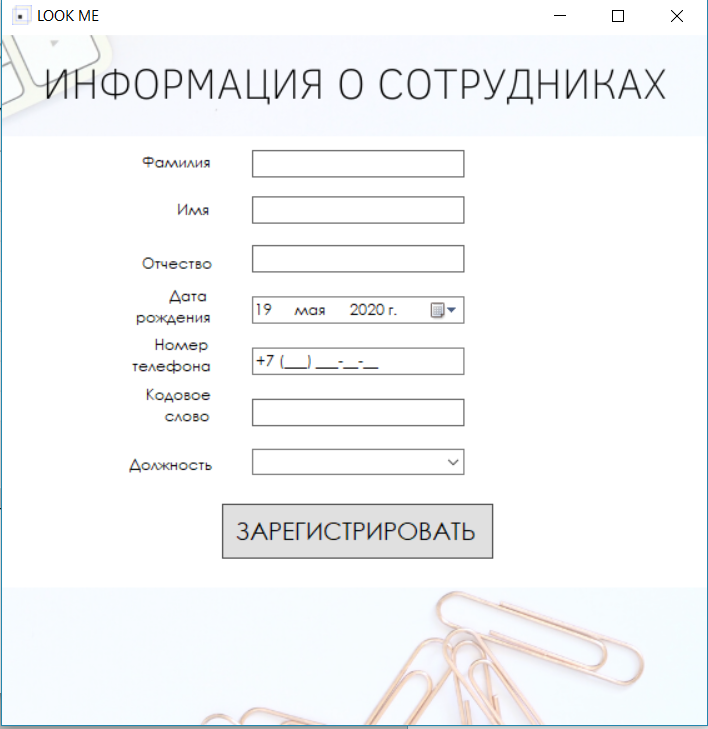 LOOK ME
ИНФОРМАЦИЯ О СОТРУДНИКАХ
Фамилия
Имя
Отчество
Дата
рождения
19 мая 2020 г.
Номер
телефона
+7 (___) ___-__-__
Кодовое
слово
Должность
ЗАРЕГИСТРИРОВАТЬ